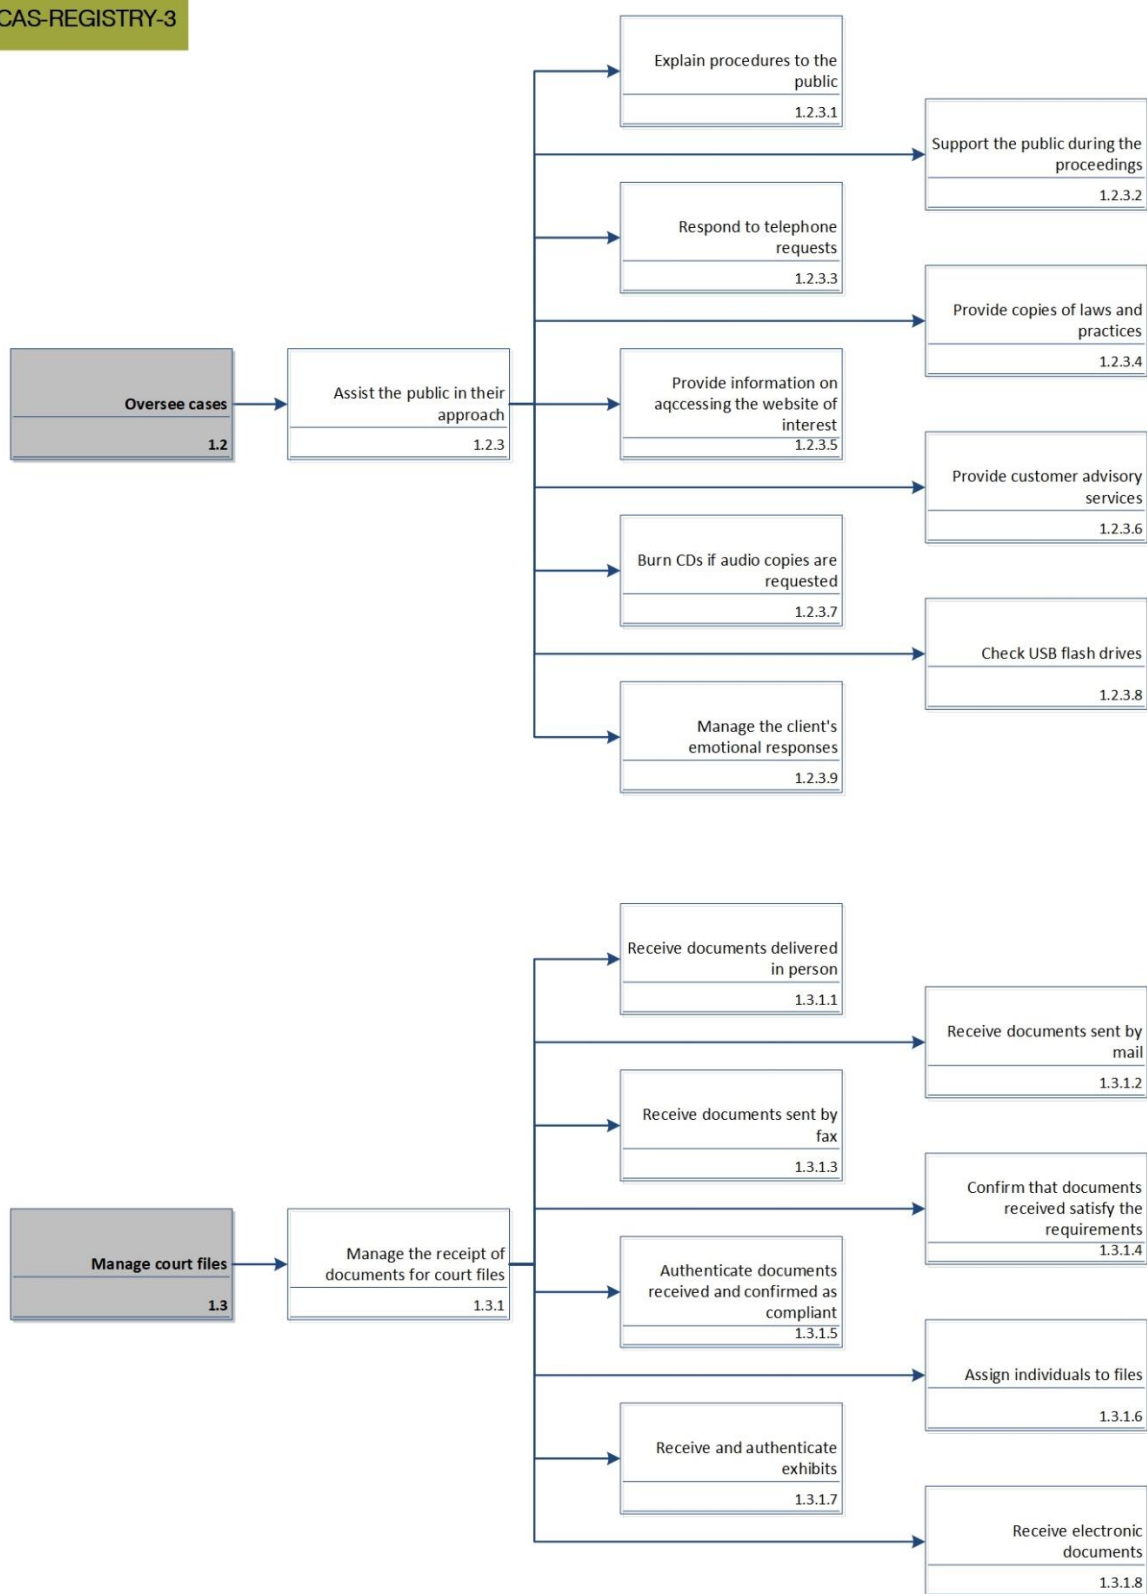 CAS-REGISTRY-3
Explain procedures to the
public
1.2.3.1
Support the public during the
proceedings
1.2.3.2
Respond to telephone
requests
1.2.3.3
Provide copies of laws and
practices
1.2.3.4
Oversee cases
1.2
Assist the public in their
approach
1.2.3
Provide information on
aqccessing the website of
interest
1.2.3.5
Provide customer advisory
services
1.2.3.6
Burn CDs if audio copies are
requested
1.2.3.7
Check USB flash drives
1.2.3.8
Manage the client's
emotional responses
1.2.3.9
Receive documents delivered
in person
1.3.1.1
Receive documents sent by
mail
1.3.1.2
Receive documents sent by
fax
1.3.1.3
Confirm that documents
received satisfy the
requirements
1.3.1.4
Manage court files
1.3
Manage the receipt of
documents for court files
1.3.1
Authenticate documents
received and confirmed as
compliant
1.3.1.5
Assign individuals to files
1.3.1.6
Receive and authenticate
exhibits
1.3.1.7
Receive electronic
documents
1.3.1.8